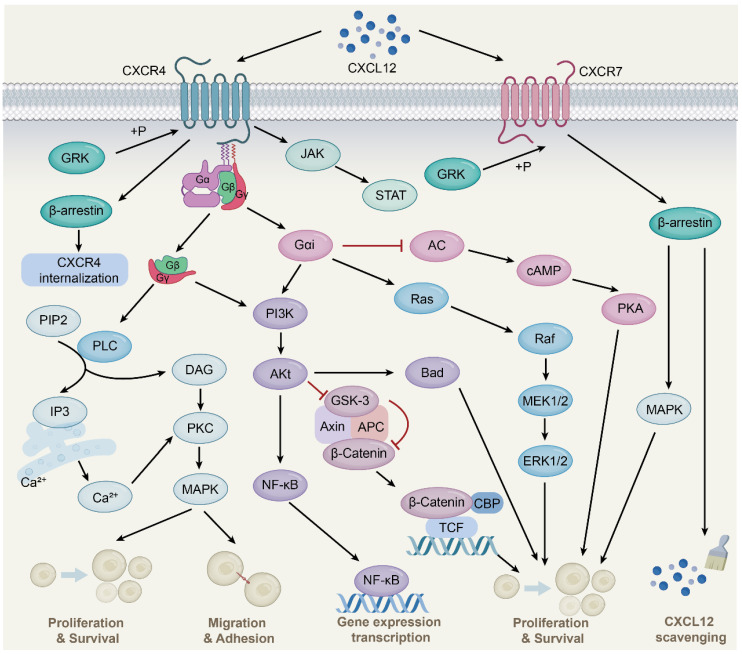 CXCL12
CXCR4
CXCR7
+P
GRK
JAK
STAT
GRK
+P
Gα
Gβ
Gγ
β-arrestin
β-arrestin
CXCR4
internalization
Gαi
AC
cAMP
PKA
Gβ
Gγ
PI3K
Ras
Raf
PIP2
PLC
DAG
AKt
Bad
MEK1/2
MAPK
IP3
PKC
GSK-3
Axin
APC
β-Catenin
ERK1/2
Ca²⁺
Ca²⁺
MAPK
NF-κB
β-Catenin
CBP
TCF
NF-κB
Proliferation
& Survival
Migration
& Adhesion
Gene expression
transcription
Proliferation
& Survival
CXCL12
scavenging